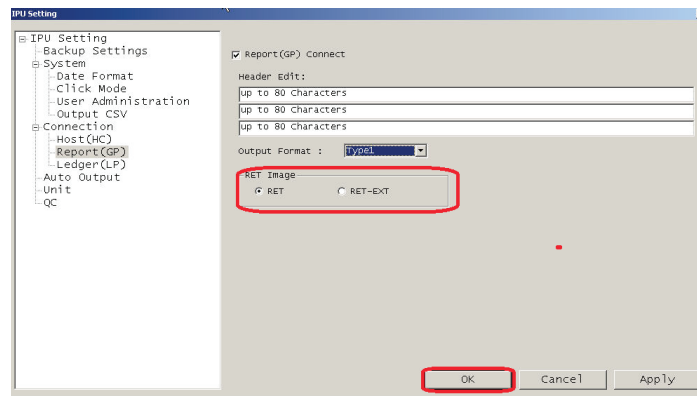 IPU Setting
IPU Setting
Backup Settings
System
Date Format
Click Mode
User Administration
Output CSV
Connection
Host(HC)
Report(GP)
Ledger(LP)
Auto Output
Unit
QC
Report(GP) Connect
Header Edit:
up to 80 Characters
up to 80 Characters
up to 80 Characters
Output Format : Type1
RET Image
RET RET-EXT
OK Cancel Apply